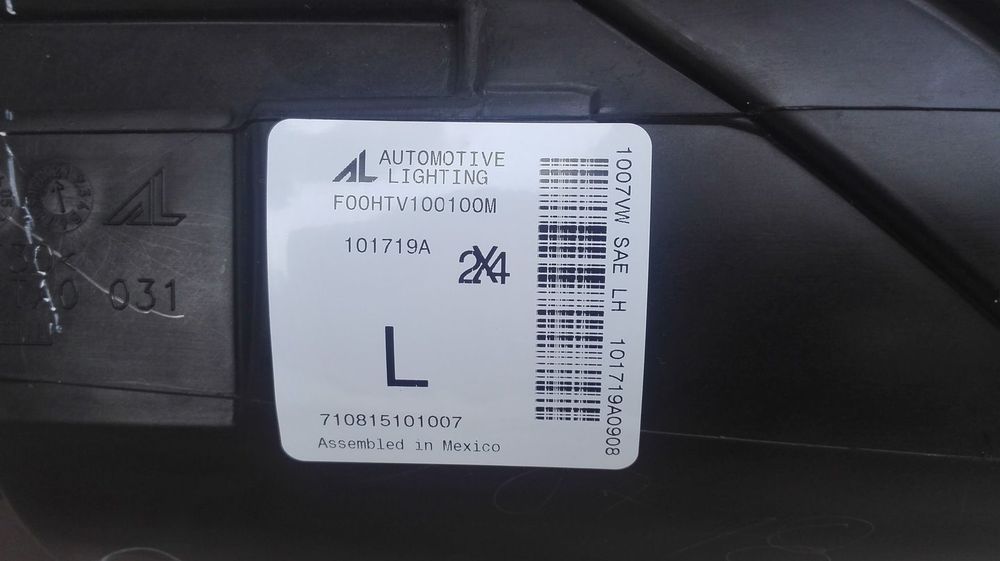 AUTOMOTIVE
LIGHTING
F00HTV100100M
101719A
2X4
L
710815101007
Assembled in Mexico
1007VW SAE LH 101719A0908
031